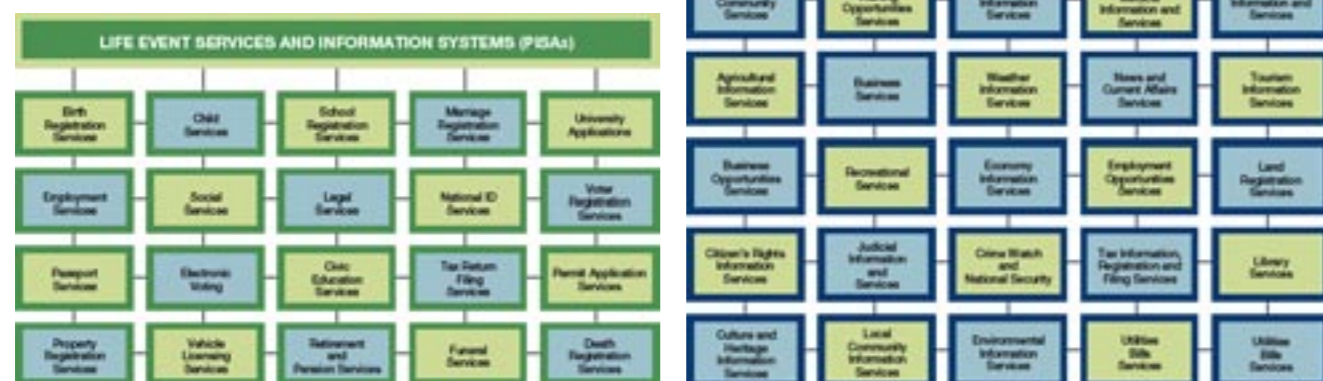 LIFE EVENT SERVICES AND INFORMATION SYSTEMS (PISAs)
Birth
Registration
Services
Child
Services
School
Registration
Services
Marriage
Registration
Services
University
Applications
Employment
Services
Social
Services
Legal
Services
National ID
Services
Voter
Registration
Services
Passport
Services
Electronic
Voting
Civic
Education
Services
Tax Return
Filing
Services
Permit Application
Services
Property
Registration
Services
Vehicle
Licensing
Services
Retirement
and
Pension Services
Funeral
Services
Death
Registration
Services
Community
Services
Opportunities
Services
Information
Services
Information and
Services
Information and
Services
Agricultural
Information
Services
Business
Services
Weather
Information
Services
News and
Current Affairs
Services
Tourism
Information
Services
Business
Opportunities
Services
Recreational
Services
Economy
Information
Services
Employment
Opportunities
Services
Land
Registration
Services
Citizen's Rights
Information
Services
Judicial
Information
and
Services
Crime Watch
and
National Security
Tax Information,
Registration and
Filing Services
Library
Services
Culture and
Heritage
Information
Services
Local
Community
Information
Services
Environmental
Information
Services
Utilities
Bills
Services
Utilities
Bills
Services